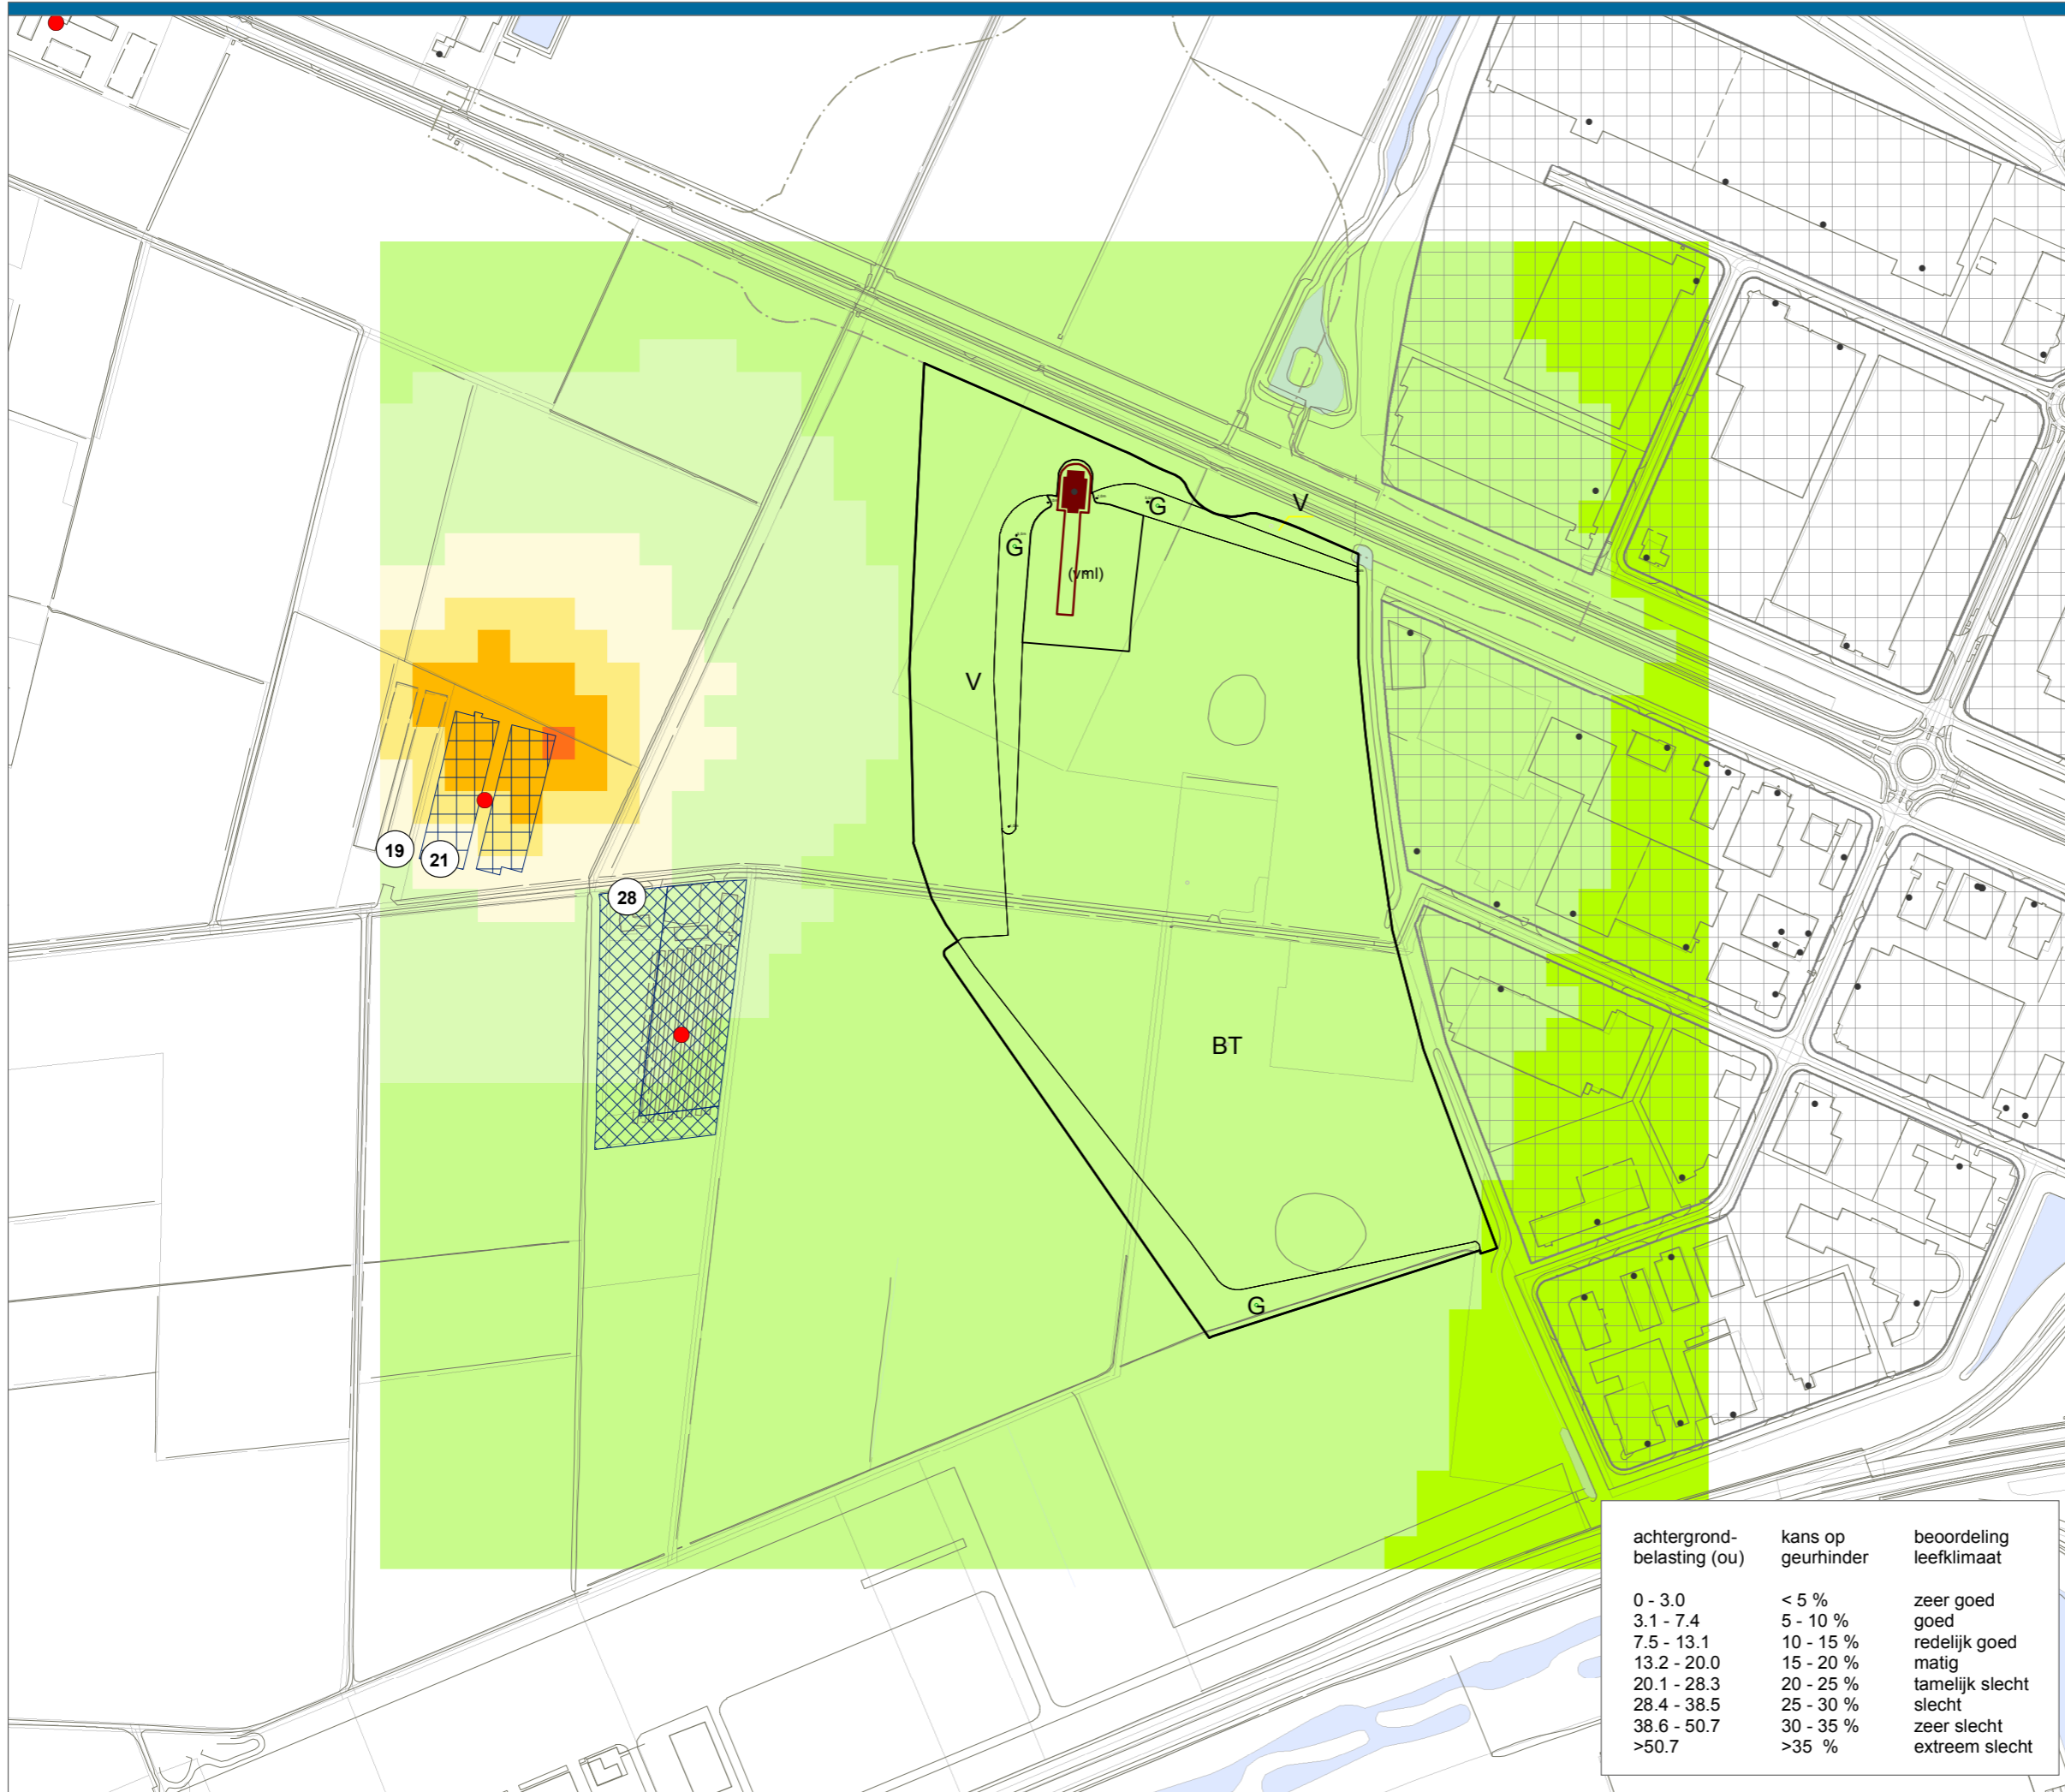 V
G
G
(vml)
V
19
21
28
BT
G
achtergrond- kans op beoordeling
belasting (ou) geurhinder leefklimaat
0 - 3.0 < 5 % zeer goed
3.1 - 7.4 5 - 10 % goed
7.5 - 13.1 10 - 15 % redelijk goed
13.2 - 20.0 15 - 20 % matig
20.1 - 28.3 20 - 25 % tamelijk slecht
28.4 - 38.5 25 - 30 % slecht
38.6 - 50.7 30 - 35 % zeer slecht
>50.7 >35 % extreem slecht